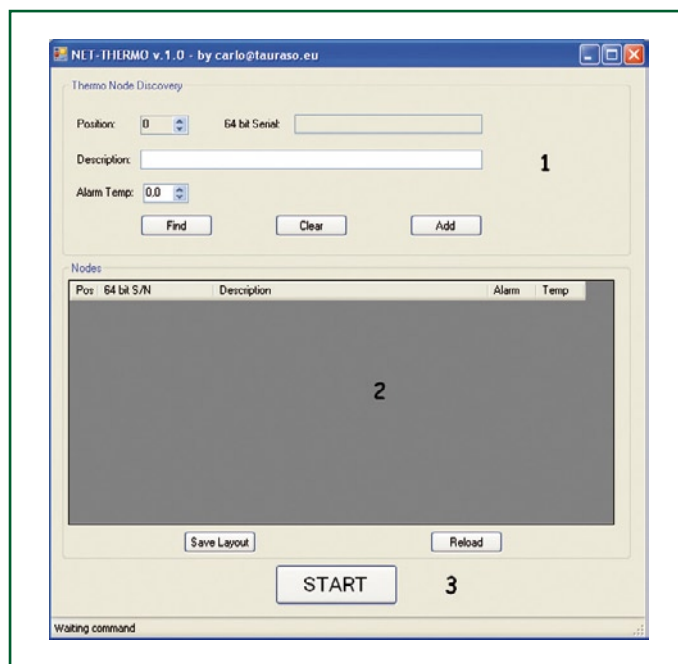 NET-THERMO v.1.0 - by carlo@tauraso.eu
Thermo Node Discovery
Position: 0 64 bit Serial:
Description:
1
Alarm Temp: 0,0
Find Clear Add
Nodes
Pos 64 bit S/N Description Alarm Temp
2
Save Layout Reload
START 3
Waiting command